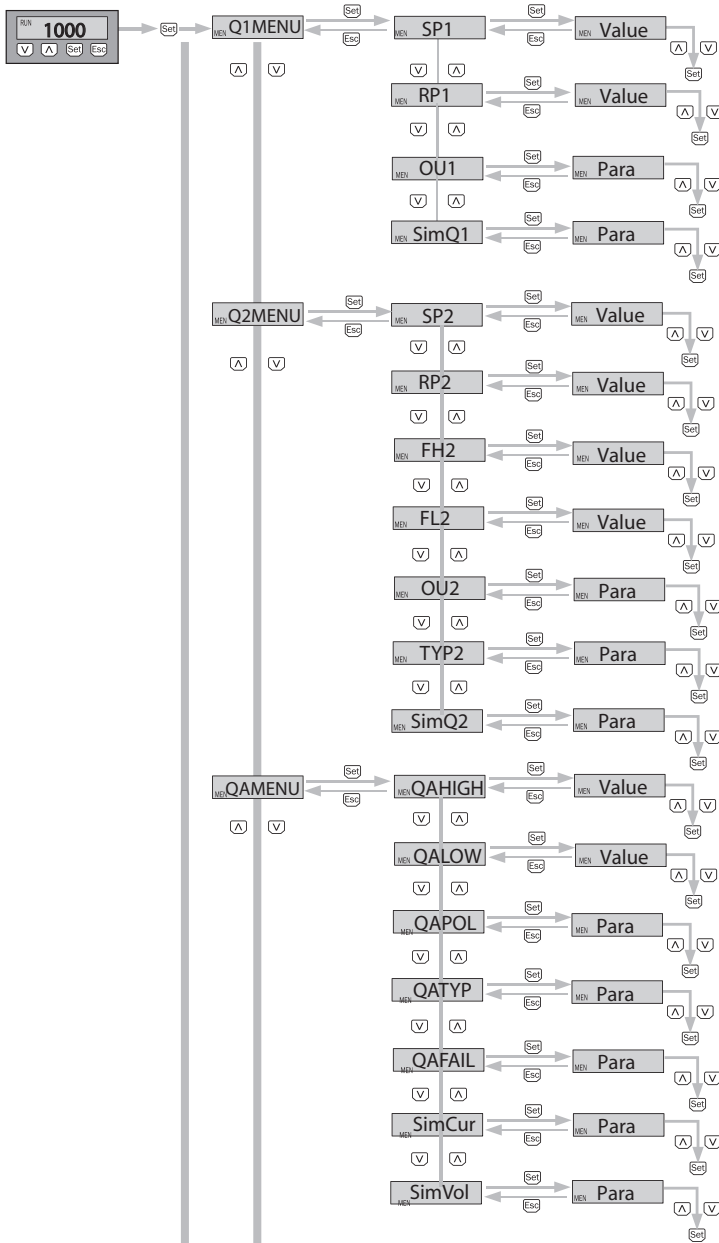 RUN 1000
Set Esc
Set
MEN Q1MENU Set Esc MEN SP1 Set Esc MEN Value
Set
MEN RP1 Set Esc MEN Value
Set
MEN OU1 Set Esc MEN Para
Set
MEN SimQ1 Set Esc MEN Para
Set
MEN Q2MENU Set Esc MEN SP2 Set Esc MEN Value
Set
MEN RP2 Set Esc MEN Value
Set
MEN FH2 Set Esc MEN Value
Set
MEN FL2 Set Esc MEN Value
Set
MEN OU2 Set Esc MEN Para
Set
MEN TYP2 Set Esc MEN Para
Set
MEN SimQ2 Set Esc MEN Para
Set
MEN QAMENU Set Esc MEN QAHIGH Set Esc MEN Value
Set
MEN QALOW Set Esc MEN Value
Set
MEN QAPOL Set Esc MEN Para
Set
MEN QATYP Set Esc MEN Para
Set
MEN QAFAIL Set Esc MEN Para
Set
MEN SimCur Set Esc MEN Para
Set
MEN SimVol Set Esc MEN Para
Set